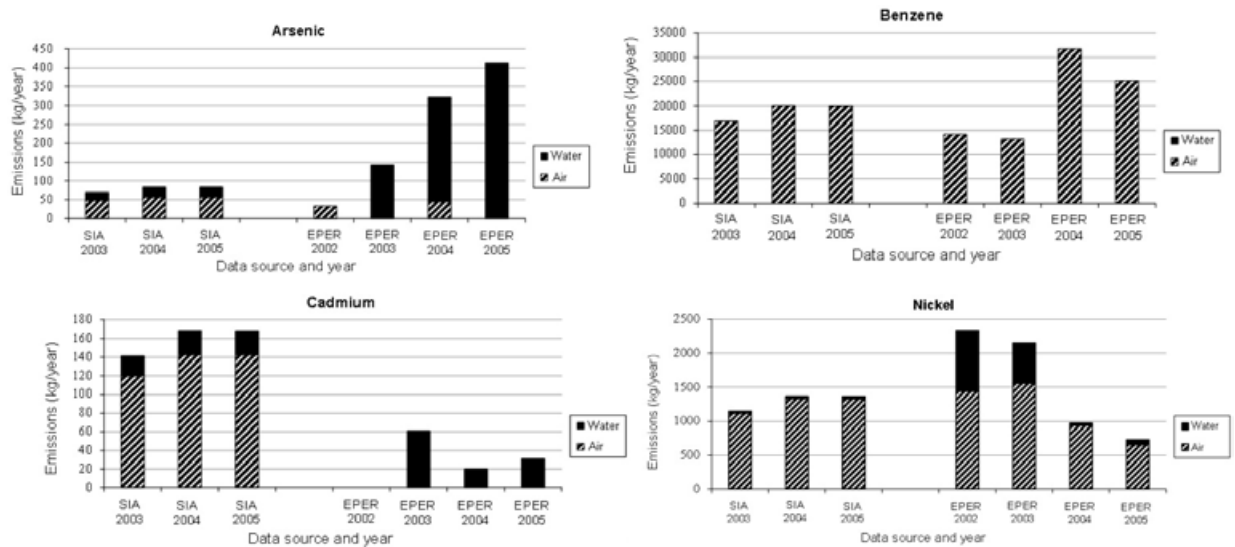 Arsenic
Emissions (kg/year)
450
400
350
300
250
200
150
100
50
0
SIA 2003
SIA 2004
SIA 2005
EPER 2002
EPER 2003
EPER 2004
EPER 2005
Data source and year
Water
Air
Benzene
Emissions (kg/year)
35000
30000
25000
20000
15000
10000
5000
0
SIA 2003
SIA 2004
SIA 2005
EPER 2002
EPER 2003
EPER 2004
EPER 2005
Data source and year
Water
Air
Cadmium
Emissions (kg/year)
180
160
140
120
100
80
60
40
20
0
SIA 2003
SIA 2004
SIA 2005
EPER 2002
EPER 2003
EPER 2004
EPER 2005
Data source and year
Water
Air
Nickel
Emissions (kg/year)
2500
2000
1500
1000
500
0
SIA 2003
SIA 2004
SIA 2005
EPER 2002
EPER 2003
EPER 2004
EPER 2005
Data source and year
Water
Air